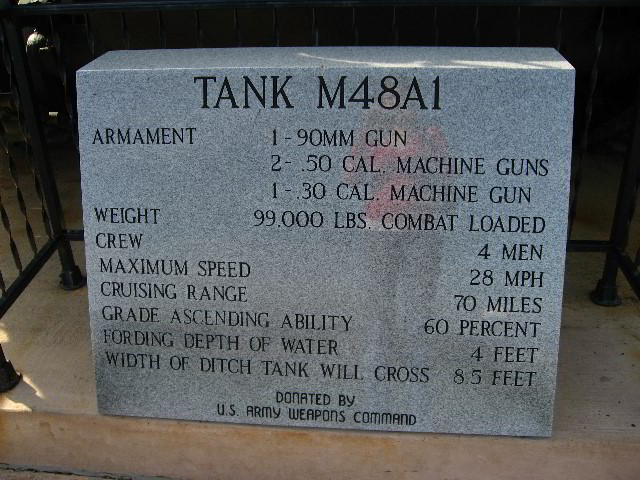 TANK M48A1
ARMAMENT 1 - 90MM GUN
2 - .50 CAL. MACHINE GUNS
1 - .30 CAL. MACHINE GUN
WEIGHT 99.000 LBS. COMBAT LOADED
CREW 4 MEN
MAXIMUM SPEED 28 MPH
CRUISING RANGE 70 MILES
GRADE ASCENDING ABILITY 60 PERCENT
FORDING DEPTH OF WATER 4 FEET
WIDTH OF DITCH TANK WILL CROSS 8.5 FEET
DONATED BY
U.S. ARMY WEAPONS COMMAND